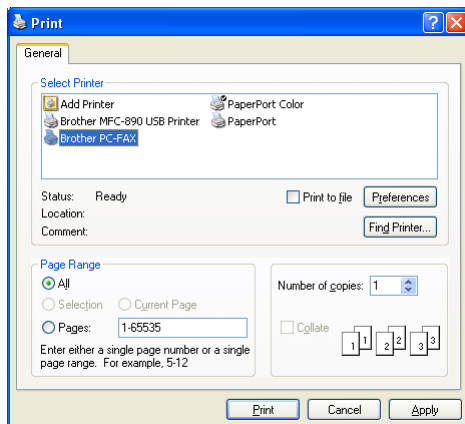 Print
General
Select Printer
Add Printer
PaperPort Color
Brother MFC-890 USB Printer
PaperPort
Brother PC-FAX
Status: Ready
Print to file
Preferences
Location:
Comment:
Find Printer...
Page Range
All
Selection
Current Page
Pages: 1-65535
Enter either a single page number or a single
page range. For example, 5-12
Number of copies: 1
Collate
1 1 2 2 3 3
Print Cancel Apply